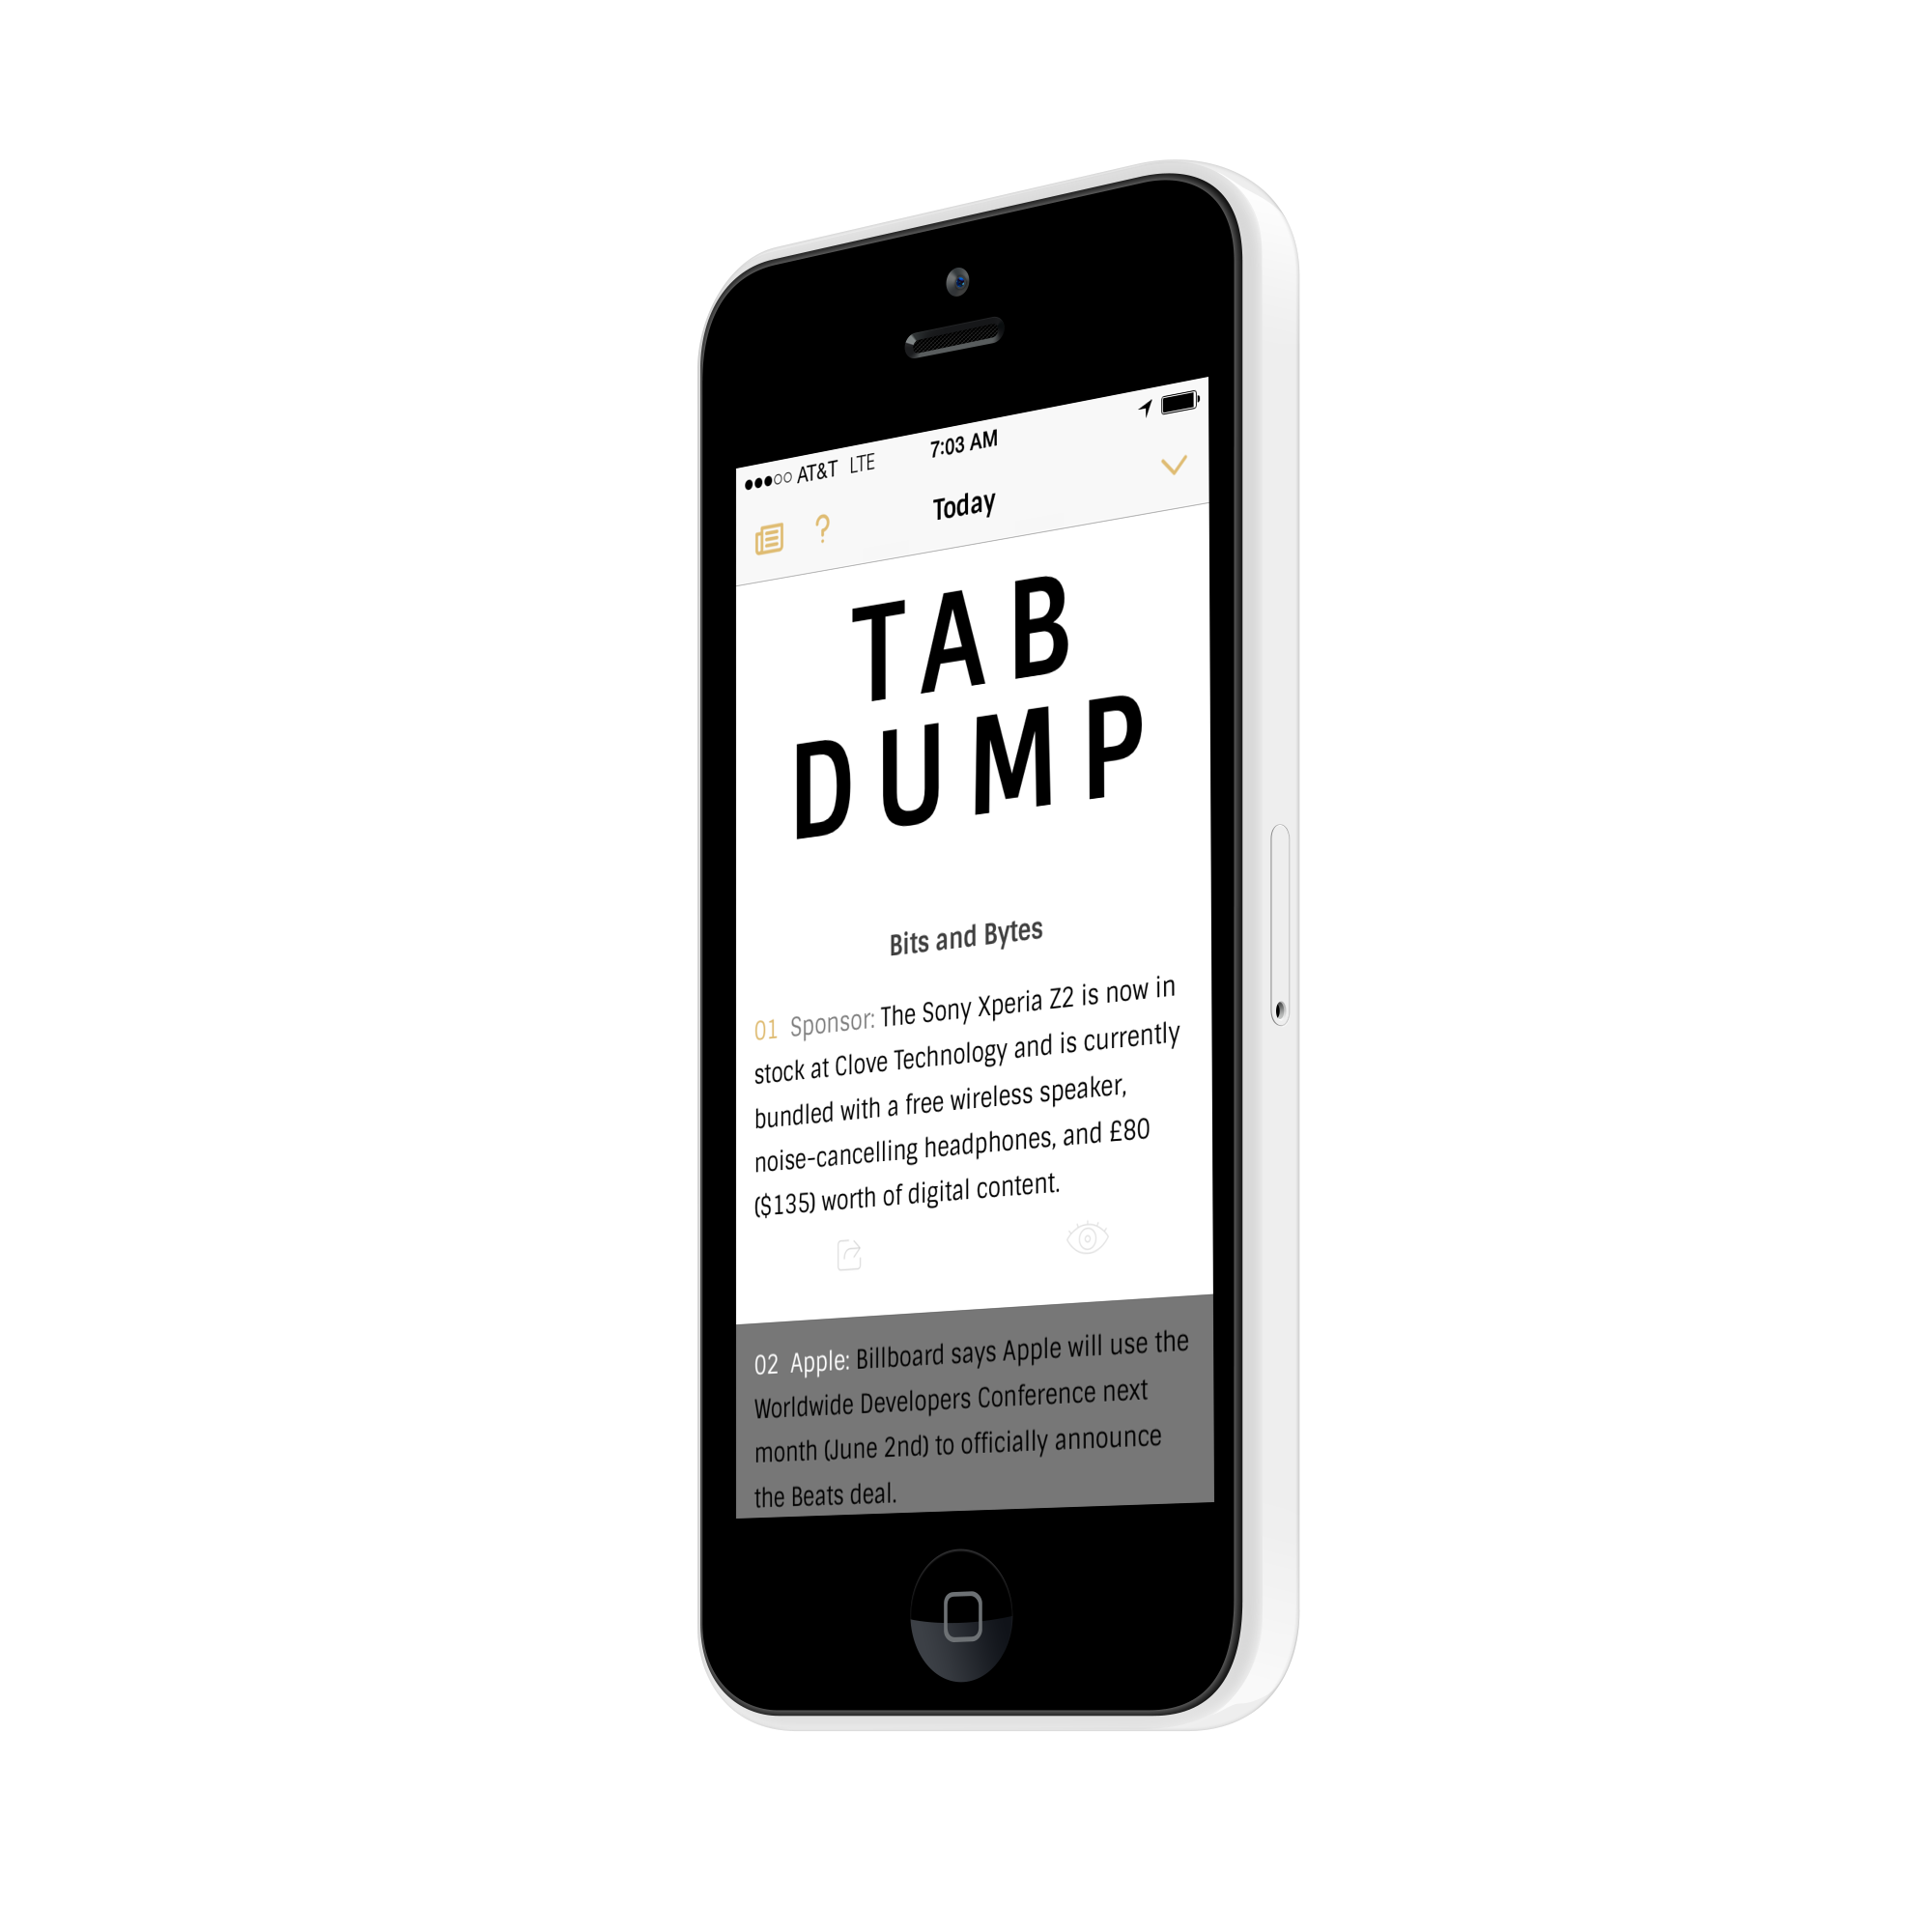 AT&T LTE 7:03 AM
? Today
TAB
DUMP
Bits and Bytes
01 Sponsor: The Sony Xperia Z2 is now in
stock at Clove Technology and is currently
bundled with a free wireless speaker,
noise-cancelling headphones, and £80
($135) worth of digital content.
02 Apple: Billboard says Apple will use the
Worldwide Developers Conference next
month (June 2nd) to officially announce
the Beats deal.